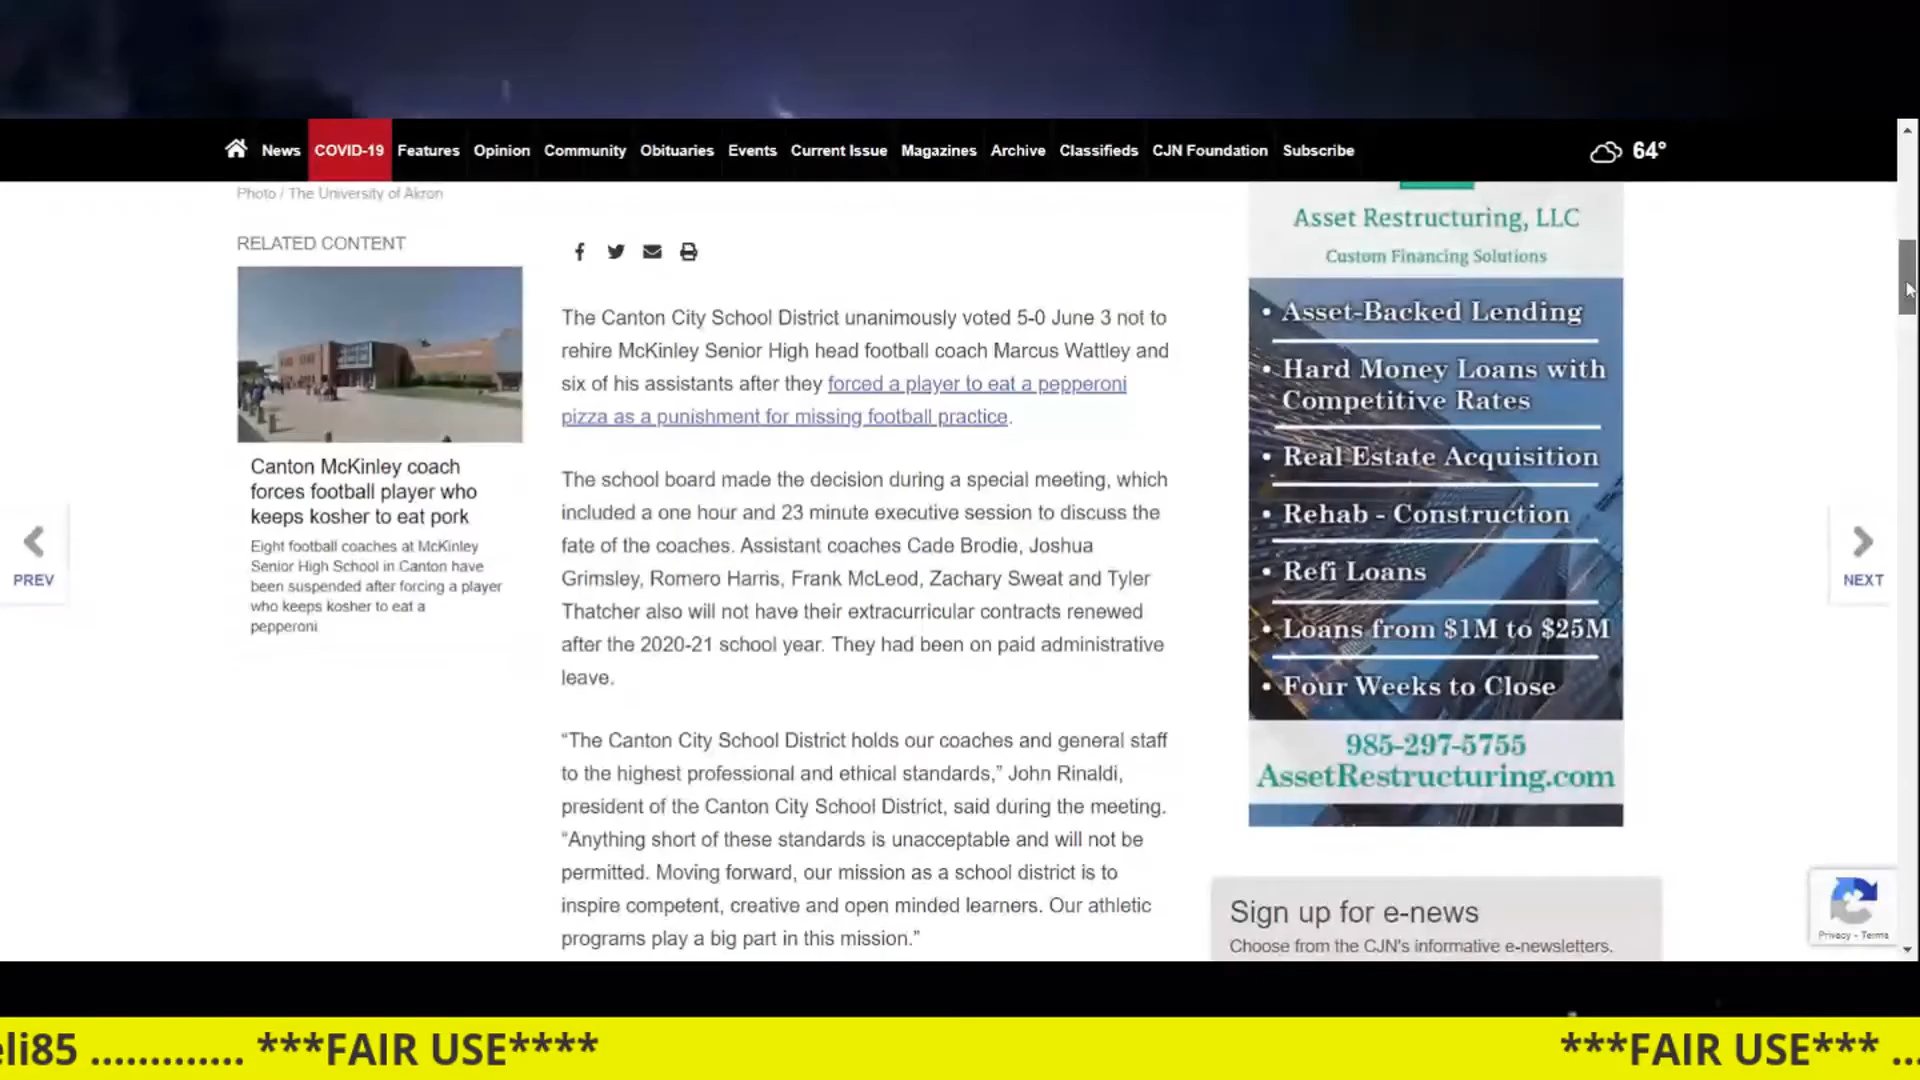 News COVID-19 Features Opinion Community Obituaries Events Current Issue Magazines Archive Classifieds CJN Foundation Subscribe 64°
Photo / The University of Akron
RELATED CONTENT
Canton McKinley coach
forces football player who
keeps kosher to eat pork
Eight football coaches at McKinley
Senior High School in Canton have
been suspended after forcing a player
who keeps kosher to eat a
pepperoni
PREV
The Canton City School District unanimously voted 5-0 June 3 not to
rehire McKinley Senior High head football coach Marcus Wattley and
six of his assistants after they forced a player to eat a pepperoni
pizza as a punishment for missing football practice.
The school board made the decision during a special meeting, which
included a one hour and 23 minute executive session to discuss the
fate of the coaches. Assistant coaches Cade Brodie, Joshua
Grimsley, Romero Harris, Frank McLeod, Zachary Sweat and Tyler
Thatcher also will not have their extracurricular contracts renewed
after the 2020-21 school year. They had been on paid administrative
leave.
“The Canton City School District holds our coaches and general staff
to the highest professional and ethical standards,” John Rinaldi,
president of the Canton City School District, said during the meeting.
“Anything short of these standards is unacceptable and will not be
permitted. Moving forward, our mission as a school district is to
inspire competent, creative and open minded learners. Our athletic
programs play a big part in this mission.”
Asset Restructuring, LLC
Custom Financing Solutions
• Asset-Backed Lending
• Hard Money Loans with
Competitive Rates
• Real Estate Acquisition
• Rehab - Construction
• Refi Loans
• Loans from $1M to $25M
• Four Weeks to Close
985-297-5755
AssetRestructuring.com
NEXT
Sign up for e-news
Choose from the CJN's informative e-newsletters.
Privacy - Terms
eli85 ............. ***FAIR USE**** ***FAIR USE*** ..